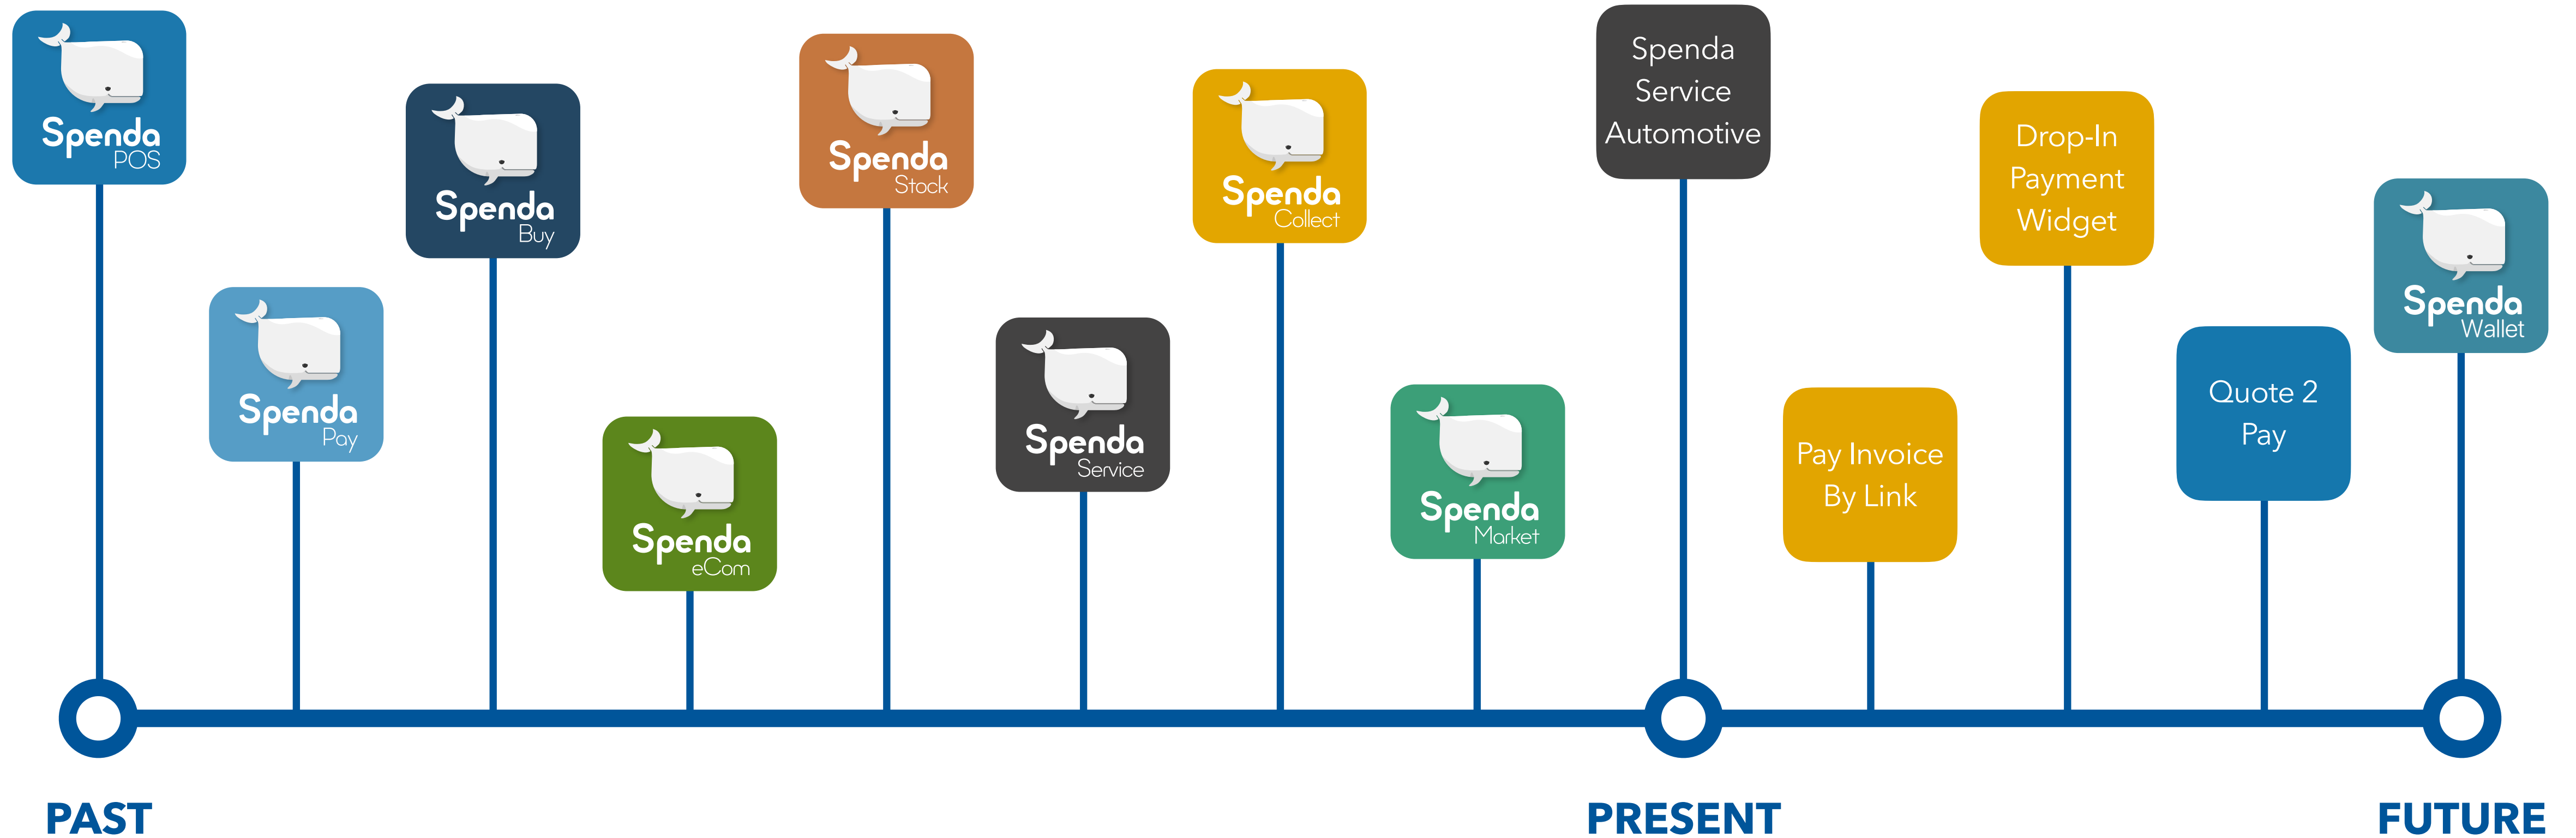 Spenda
POS
Spenda
Pay
Spenda
Buy
Spenda
eCom
Spenda
Stock
Spenda
Service
Spenda
Collect
Spenda
Market
Spenda
Service
Automotive
Pay Invoice
By Link
Drop-In
Payment
Widget
Quote 2
Pay
Spenda
Wallet
PAST
PRESENT
FUTURE